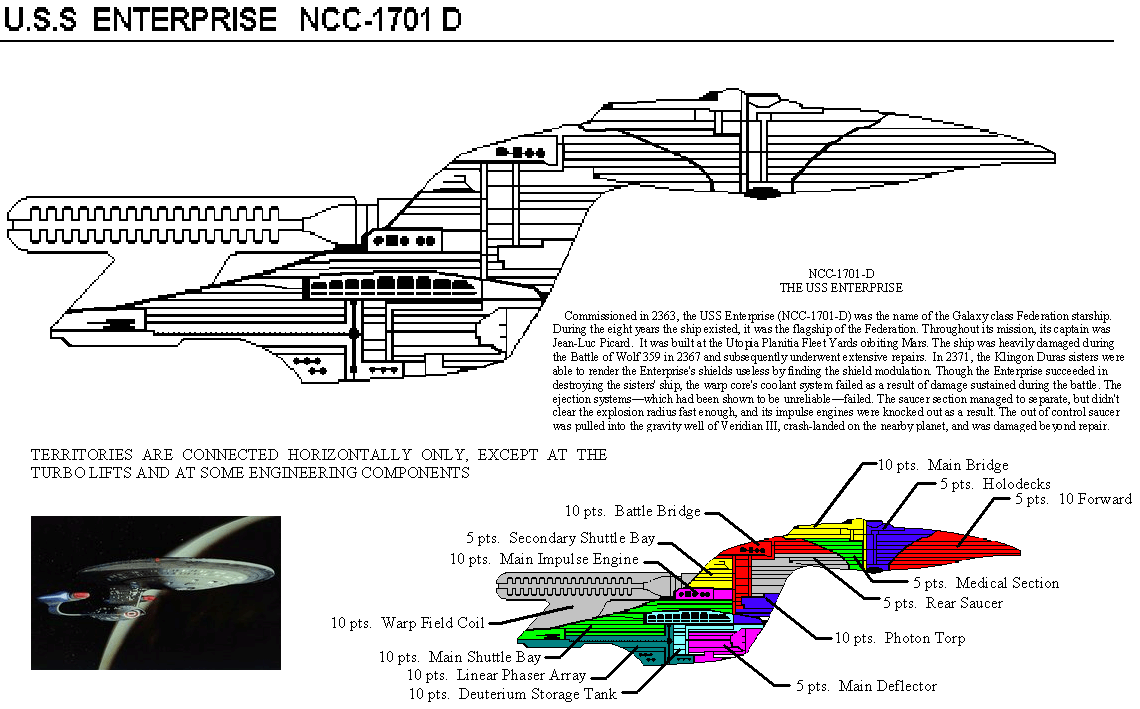 U.S.S ENTERPRISE NCC-1701 D
NCC-1701-D
THE USS ENTERPRISE
Commissioned in 2363, the USS Enterprise (NCC-1701-D) was the name of the Galaxy class Federation starship.
During the eight years the ship existed, it was the flagship of the Federation. Throughout its mission, its captain was
Jean-Luc Picard. It was built at the Utopia Planitia Fleet Yards orbiting Mars. The ship was heavily damaged during
the Battle of Wolf 359 in 2367 and subsequently underwent extensive repairs. In 2371, the Klingon Duras sisters were
able to render the Enterprise's shields useless by finding the shield modulation. Though the Enterprise succeeded in
destroying the sisters' ship, the warp core's coolant system failed as a result of damage sustained during the battle. The
ejection systems—which had been shown to be unreliable—failed. The saucer section managed to separate, but didn't
clear the explosion radius fast enough, and its impulse engines were knocked out as a result. The out of control saucer
was pulled into the gravity well of Veridian III, crash-landed on the nearby planet, and was damaged beyond repair.
TERRITORIES ARE CONNECTED HORIZONTALLY ONLY, EXCEPT AT THE
TURBO LIFTS AND AT SOME ENGINEERING COMPONENTS
10 pts. Main Bridge
5 pts. Holodecks
5 pts. 10 Forward
10 pts. Battle Bridge
5 pts. Secondary Shuttle Bay
10 pts. Main Impulse Engine
5 pts. Medical Section
5 pts. Rear Saucer
10 pts. Warp Field Coil
10 pts. Photon Torp
10 pts. Main Shuttle Bay
10 pts. Linear Phaser Array
10 pts. Deuterium Storage Tank
5 pts. Main Deflector